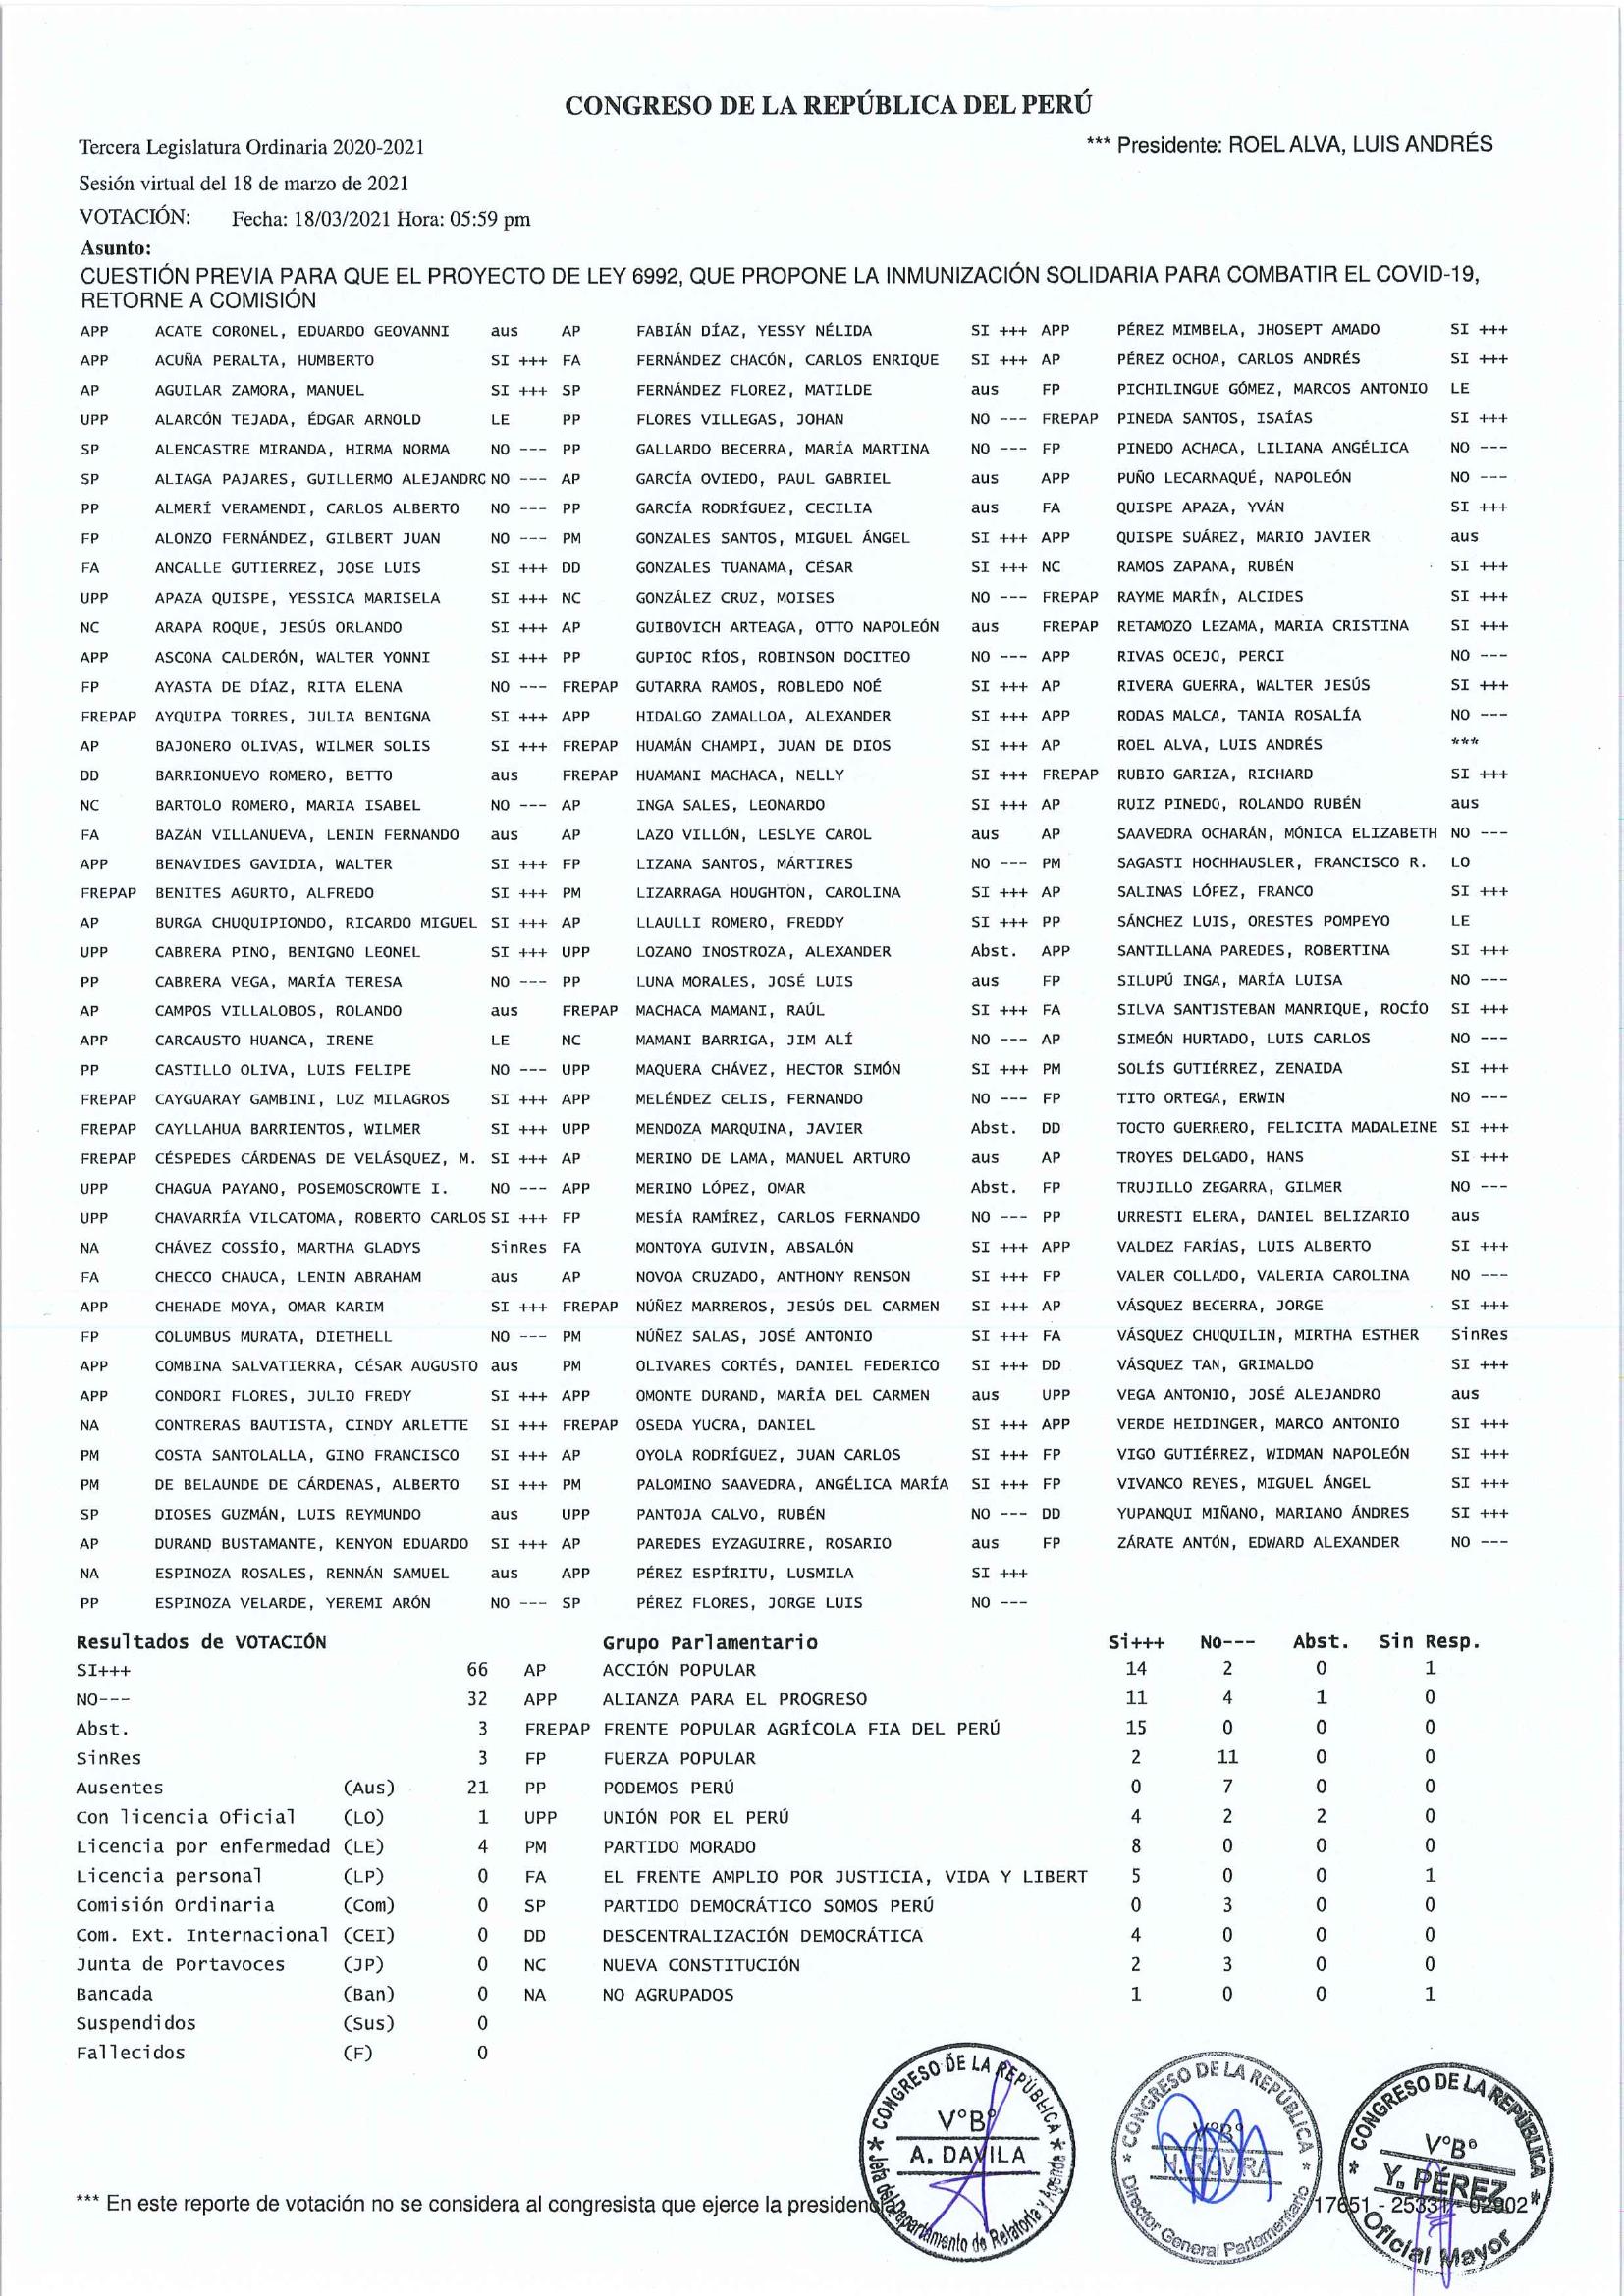 CONGRESO DE LA REPÚBLICA DEL PERÚ
Tercera Legislatura Ordinaria 2020-2021 *** Presidente: ROEL ALVA, LUIS ANDRÉS
Sesión virtual del 18 de marzo de 2021
VOTACIÓN: Fecha: 18/03/2021 Hora: 05:59 pm
Asunto:
CUESTIÓN PREVIA PARA QUE EL PROYECTO DE LEY 6992, QUE PROPONE LA INMUNIZACIÓN SOLIDARIA PARA COMBATIR EL COVID-19,
RETORNE A COMISIÓN
APP ACATE CORONEL, EDUARDO GEOVANNI aus AP FABIÁN DÍAZ, YESSY NÉLIDA SI +++ APP PÉREZ MIMBELA, JHOSEPT AMADO SI +++
APP ACUÑA PERALTA, HUMBERTO SI +++ FA FERNÁNDEZ CHACÓN, CARLOS ENRIQUE SI +++ AP PÉREZ OCHOA, CARLOS ANDRÉS SI +++
AP AGUILAR ZAMORA, MANUEL SI +++ SP FERNÁNDEZ FLOREZ, MATILDE aus FP PICHILINGUE GÓMEZ, MARCOS ANTONIO LE
UPP ALARCÓN TEJADA, ÉDGAR ARNOLD LE PP FLORES VILLEGAS, JOHAN NO --- FREPAP PINEDA SANTOS, ISAÍAS SI +++
SP ALENCASTRE MIRANDA, HIRMA NORMA NO --- PP GALLARDO BECERRA, MARÍA MARTINA NO --- FP PINEDO ACHACA, LILIANA ANGÉLICA NO ---
SP ALIAGA PAJARES, GUILLERMO ALEJANDRO NO --- AP GARCÍA OVIEDO, PAUL GABRIEL aus APP PUÑO LECARNAQUÉ, NAPOLEÓN NO ---
PP ALMERÍ VERAMENDI, CARLOS ALBERTO NO --- PP GARCÍA RODRÍGUEZ, CECILIA aus FA QUISPE APAZA, YVÁN SI +++
FP ALONZO FERNÁNDEZ, GILBERT JUAN NO --- PM GONZALES SANTOS, MIGUEL ÁNGEL SI +++ APP QUISPE SUÁREZ, MARIO JAVIER aus
FA ANCALLE GUTIERREZ, JOSE LUIS SI +++ DD GONZALES TUANAMA, CÉSAR SI +++ NC RAMOS ZAPANA, RUBÉN SI +++
UPP APAZA QUISPE, YESSICA MARISELA SI +++ NC GONZÁLEZ CRUZ, MOISES NO --- FREPAP RAYME MARÍN, ALCIDES SI +++
NC ARAPA ROQUE, JESÚS ORLANDO SI +++ AP GUIBOVICH ARTEAGA, OTTO NAPOLEÓN aus FREPAP RETAMOZO LEZAMA, MARIA CRISTINA SI +++
APP ASCONA CALDERÓN, WALTER YONNI SI +++ PP GUPIOC RÍOS, ROBINSON DOCITEO NO --- APP RIVAS OCEJO, PERCI NO ---
FP AYASTA DE DÍAZ, RITA ELENA NO --- FREPAP GUTARRA RAMOS, ROBLEDO NOÉ SI +++ AP RIVERA GUERRA, WALTER JESÚS SI +++
FREPAP AYQUIPA TORRES, JULIA BENIGNA SI +++ APP HIDALGO ZAMALLOA, ALEXANDER SI +++ APP RODAS MALCA, TANIA ROSALÍA NO ---
AP BAJONERO OLIVAS, WILMER SOLIS SI +++ FREPAP HUAMÁN CHAMPI, JUAN DE DIOS SI +++ AP ROEL ALVA, LUIS ANDRÉS ***
DD BARRIONUEVO ROMERO, BETTO aus FREPAP HUAMANI MACHACA, NELLY SI +++ FREPAP RUBIO GARIZA, RICHARD SI +++
NC BARTOLO ROMERO, MARIA ISABEL NO --- AP INGA SALES, LEONARDO SI +++ AP RUIZ PINEDO, ROLANDO RUBÉN aus
FA BAZÁN VILLANUEVA, LENIN FERNANDO aus AP LAZO VILLÓN, LESLYE CAROL aus AP SAAVEDRA OCHARÁN, MÓNICA ELIZABETH NO ---
APP BENAVIDES GAVIDIA, WALTER SI +++ FP LIZANA SANTOS, MÁRTIRES NO --- PM SAGASTI HOCHHAUSLER, FRANCISCO R. LO
FREPAP BENITES AGURTO, ALFREDO SI +++ PM LIZARRAGA HOUGHTON, CAROLINA SI +++ AP SALINAS LÓPEZ, FRANCO SI +++
AP BURGA CHUQUIPIONDO, RICARDO MIGUEL SI +++ AP LLAULLI ROMERO, FREDDY SI +++ PP SÁNCHEZ LUIS, ORESTES POMPEYO LE
UPP CABRERA PINO, BENIGNO LEONEL SI +++ UPP LOZANO INOSTROZA, ALEXANDER Abst. APP SANTILLANA PAREDES, ROBERTINA SI +++
PP CABRERA VEGA, MARÍA TERESA NO --- PP LUNA MORALES, JOSÉ LUIS aus FP SILUPÚ INGA, MARÍA LUISA NO ---
AP CAMPOS VILLALOBOS, ROLANDO aus FREPAP MACHACA MAMANI, RAÚL SI +++ FA SILVA SANTISTEBAN MANRIQUE, ROCÍO SI +++
APP CARCAUSTO HUANCA, IRENE LE NC MAMANI BARRIGA, JIM ALÍ NO --- AP SIMEÓN HURTADO, LUIS CARLOS NO ---
PP CASTILLO OLIVA, LUIS FELIPE NO --- UPP MAQUERA CHÁVEZ, HECTOR SIMÓN SI +++ PM SOLÍS GUTIÉRREZ, ZENAIDA SI +++
FREPAP CAYGUARAY GAMBINI, LUZ MILAGROS SI +++ APP MELÉNDEZ CELIS, FERNANDO NO --- FP TITO ORTEGA, ERWIN NO ---
FREPAP CAYLLAHUA BARRIENTOS, WILMER SI +++ UPP MENDOZA MARQUINA, JAVIER Abst. DD TOCTO GUERRERO, FELICITA MADALEINE SI +++
FREPAP CÉSPEDES CÁRDENAS DE VELÁSQUEZ, M. SI +++ AP MERINO DE LAMA, MANUEL ARTURO aus AP TROYES DELGADO, HANS SI +++
UPP CHAGUA PAYANO, POSEMOSCROWTE I. NO --- APP MERINO LÓPEZ, OMAR Abst. FP TRUJILLO ZEGARRA, GILMER NO ---
UPP CHAVARRÍA VILCATOMA, ROBERTO CARLOS SI +++ FP MESÍA RAMÍREZ, CARLOS FERNANDO NO --- PP URRESTI ELERA, DANIEL BELIZARIO aus
NA CHÁVEZ COSSÍO, MARTHA GLADYS SinRes FA MONTOYA GUIVIN, ABSALÓN SI +++ APP VALDEZ FARÍAS, LUIS ALBERTO SI +++
FA CHECCO CHAUCA, LENIN ABRAHAM aus AP NOVOA CRUZADO, ANTHONY RENSON SI +++ FP VALER COLLADO, VALERIA CAROLINA NO ---
APP CHEHADE MOYA, OMAR KARIM SI +++ FREPAP NÚÑEZ MARREROS, JESÚS DEL CARMEN SI +++ AP VÁSQUEZ BECERRA, JORGE SI +++
FP COLUMBUS MURATA, DIETHELL NO --- PM NÚÑEZ SALAS, JOSÉ ANTONIO SI +++ FA VÁSQUEZ CHUQUILIN, MIRTHA ESTHER SinRes
APP COMBINA SALVATIERRA, CÉSAR AUGUSTO aus PM OLIVARES CORTÉS, DANIEL FEDERICO SI +++ DD VÁSQUEZ TAN, GRIMALDO SI +++
APP CONDORI FLORES, JULIO FREDY SI +++ APP OMONTE DURAND, MARÍA DEL CARMEN aus UPP VEGA ANTONIO, JOSÉ ALEJANDRO aus
NA CONTRERAS BAUTISTA, CINDY ARLETTE SI +++ FREPAP OSEDA YUCRA, DANIEL SI +++ APP VERDE HEIDINGER, MARCO ANTONIO SI +++
PM COSTA SANTOLALLA, GINO FRANCISCO SI +++ AP OYOLA RODRÍGUEZ, JUAN CARLOS SI +++ FP VIGO GUTIÉRREZ, WIDMAN NAPOLEÓN SI +++
PM DE BELAUNDE DE CÁRDENAS, ALBERTO SI +++ PM PALOMINO SAAVEDRA, ANGÉLICA MARÍA SI +++ FP VIVANCO REYES, MIGUEL ÁNGEL SI +++
SP DIOSES GUZMÁN, LUIS REYMUNDO aus UPP PANTOJA CALVO, RUBÉN NO --- DD YUPANQUI MIÑANO, MARIANO ÁNDRES SI +++
AP DURAND BUSTAMANTE, KENYON EDUARDO SI +++ AP PAREDES EYZAGUIRRE, ROSARIO aus FP ZÁRATE ANTÓN, EDWARD ALEXANDER NO ---
NA ESPINOZA ROSALES, RENNÁN SAMUEL aus APP PÉREZ ESPÍRITU, LUSMILA SI +++
PP ESPINOZA VELARDE, YEREMI ARÓN NO --- SP PÉREZ FLORES, JORGE LUIS NO ---
Resultados de VOTACIÓN Grupo Parlamentario Si+++ No--- Abst. Sin Resp.
SI+++ 66 AP ACCIÓN POPULAR 14 2 0 1
NO--- 32 APP ALIANZA PARA EL PROGRESO 11 4 1 0
Abst. 3 FREPAP FRENTE POPULAR AGRÍCOLA FIA DEL PERÚ 15 0 0 0
SinRes 3 FP FUERZA POPULAR 2 11 0 0
Ausentes (Aus) 21 PP PODEMOS PERÚ 0 7 0 0
Con licencia Oficial (LO) 1 UPP UNIÓN POR EL PERÚ 4 2 2 0
Licencia por enfermedad (LE) 4 PM PARTIDO MORADO 8 0 0 0
Licencia personal (LP) 0 FA EL FRENTE AMPLIO POR JUSTICIA, VIDA Y LIBERT 5 0 0 1
Comisión Ordinaria (Com) 0 SP PARTIDO DEMOCRÁTICO SOMOS PERÚ 0 3 0 0
Com. Ext. Internacional (CEI) 0 DD DESCENTRALIZACIÓN DEMOCRÁTICA 4 0 0 0
Junta de Portavoces (JP) 0 NC NUEVA CONSTITUCIÓN 2 3 0 0
Bancada (Ban) 0 NA NO AGRUPADOS 1 0 0 1
Suspendidos (Sus) 0
Fallecidos (F) 0
CONGRESO DE LA REPÚBLICA
V°B°
A. DAVILA
Jefa del Departamento de Relatoría y Agenda
CONGRESO DE LA REPÚBLICA
V°B°
H. ROVIRA
Director General Parlamentario
CONGRESO DE LA REPÚBLICA
V°B°
Y. PÉREZ
Oficial Mayor
*** En este reporte de votación no se considera al congresista que ejerce la 17651 - 25331 - 02902